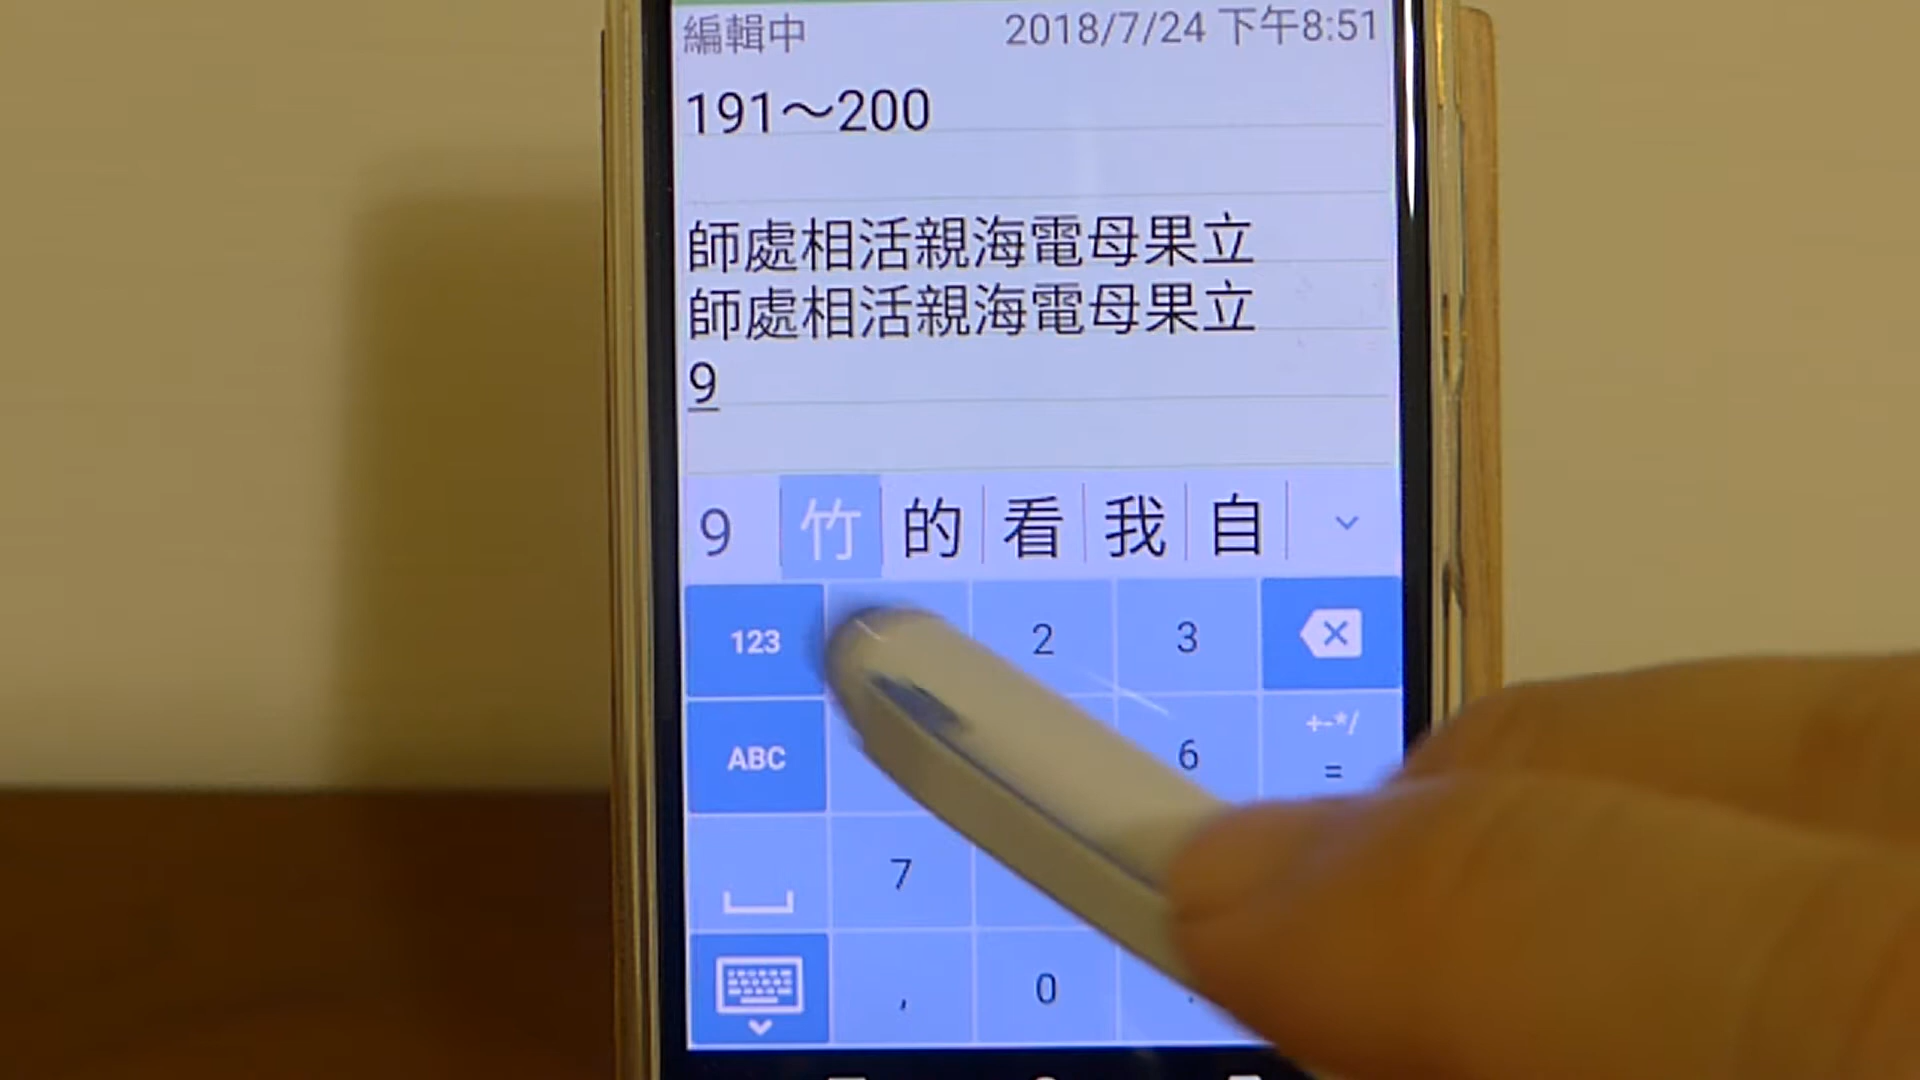 編輯中 2018/7/24 下午8:51
191～200
師處相活親海電母果立
師處相活親海電母果立
9
9 竹 的 看 我 自
123 2 3
ABC 6 +-*/ =
7
, 0 .